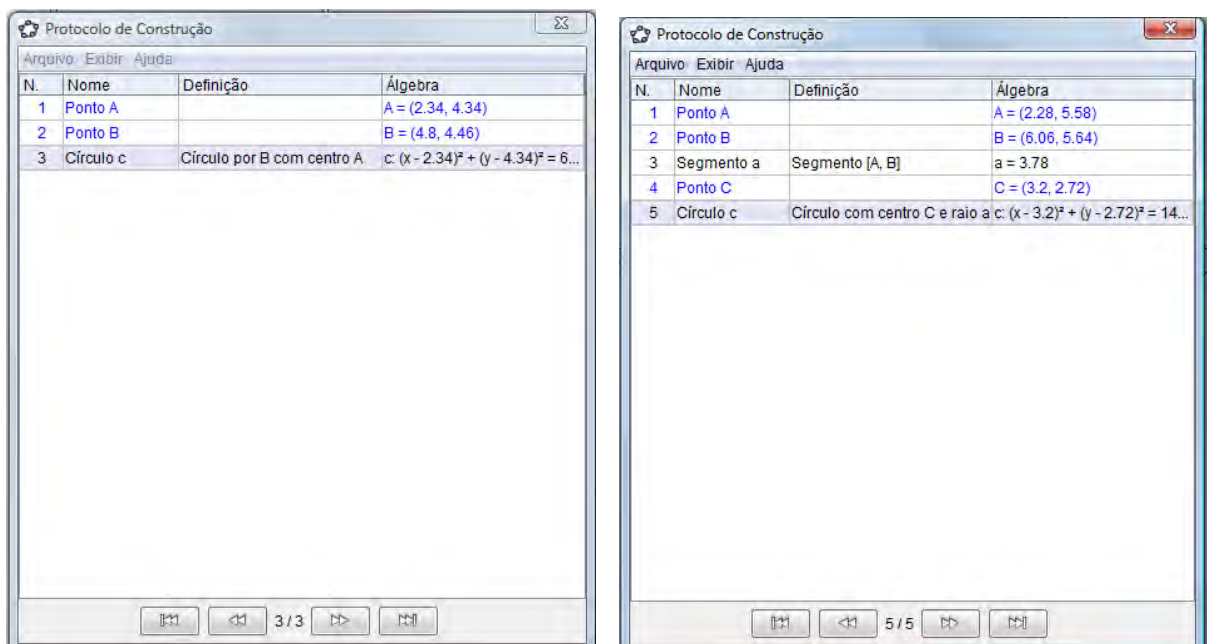 Protocolo de Construção
Arquivo Exibir Ajuda
N. Nome Definição Álgebra
1 Ponto A A = (2.34, 4.34)
2 Ponto B B = (4.8, 4.46)
3 Círculo c Círculo por B com centro A c: (x - 2.34)² + (y - 4.34)² = 6...
3 / 3
Protocolo de Construção
Arquivo Exibir Ajuda
N. Nome Definição Álgebra
1 Ponto A A = (2.28, 5.58)
2 Ponto B B = (6.06, 5.64)
3 Segmento a Segmento [A, B] a = 3.78
4 Ponto C C = (3.2, 2.72)
5 Círculo c Círculo com centro C e raio a c: (x - 3.2)² + (y - 2.72)² = 14...
5 / 5